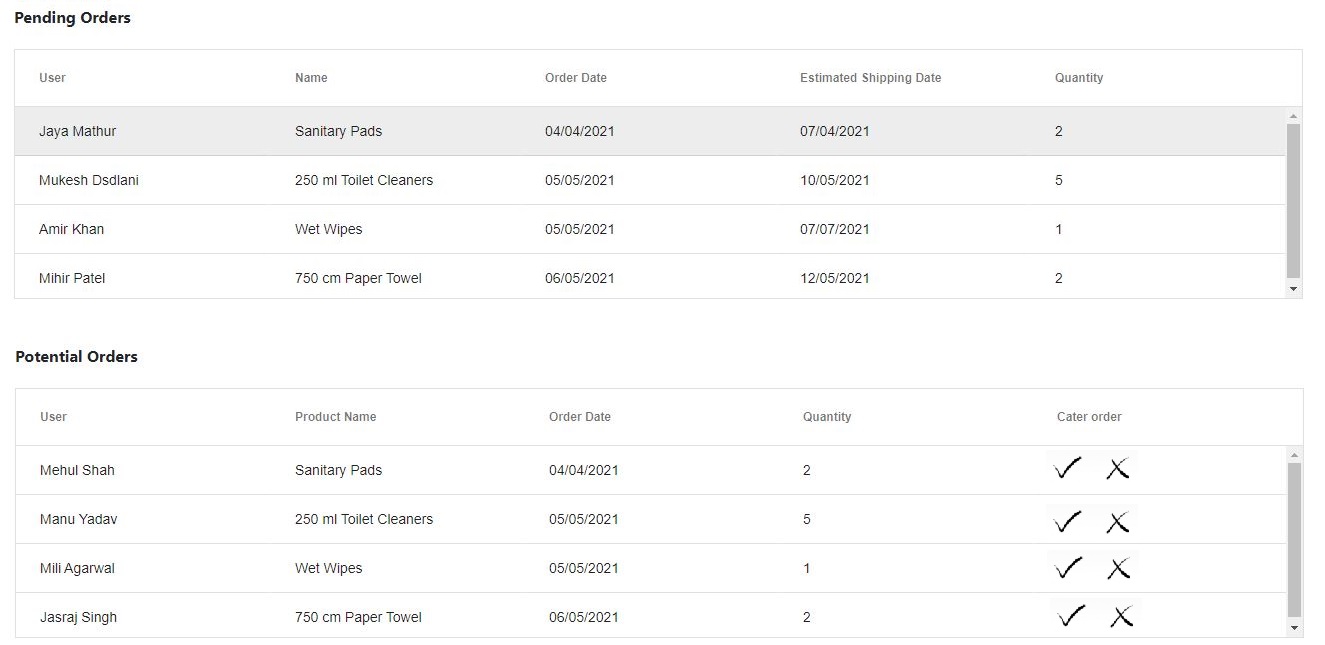 Pending Orders
User Name Order Date Estimated Shipping Date Quantity
Jaya Mathur Sanitary Pads 04/04/2021 07/04/2021 2
Mukesh Dsdlani 250 ml Toilet Cleaners 05/05/2021 10/05/2021 5
Amir Khan Wet Wipes 05/05/2021 07/07/2021 1
Mihir Patel 750 cm Paper Towel 06/05/2021 12/05/2021 2
Potential Orders
User Product Name Order Date Quantity Cater order
Mehul Shah Sanitary Pads 04/04/2021 2
Manu Yadav 250 ml Toilet Cleaners 05/05/2021 5
Mili Agarwal Wet Wipes 05/05/2021 1
Jasraj Singh 750 cm Paper Towel 06/05/2021 2